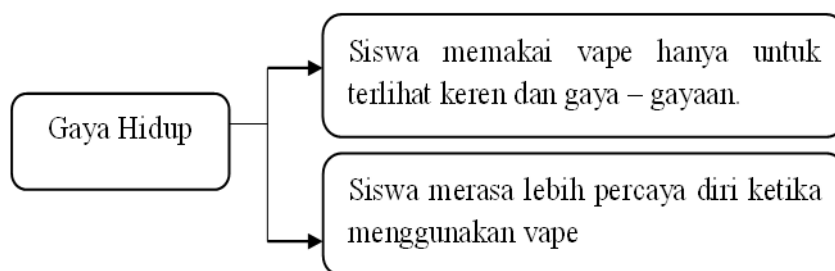 Siswa memakai vape hanya untuk
terlihat keren dan gaya – gayaan.
Gaya Hidup
Siswa merasa lebih percaya diri ketika
menggunakan vape